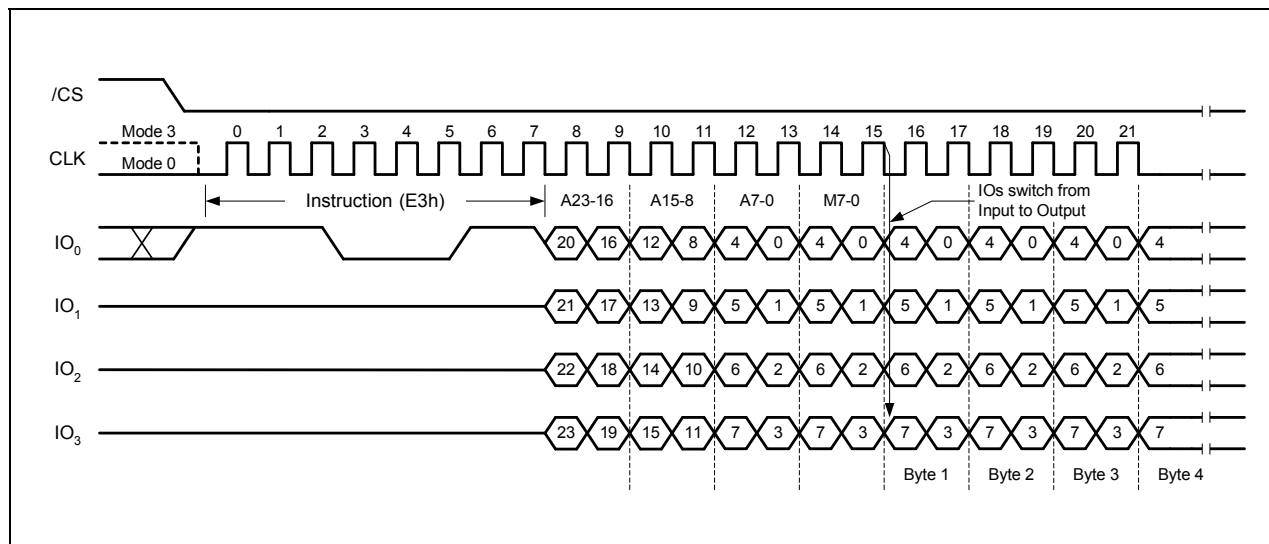 /CS
Mode 3 0 1 2 3 4 5 6 7 8 9 10 11 12 13 14 15 16 17 18 19 20 21
CLK
Mode 0
Instruction (E3h) A23-16 A15-8 A7-0 M7-0
IOs switch from
Input to Output
IO0 20 16 12 8 4 0 4 0 4 0 4 0 4 0 4
IO1 21 17 13 9 5 1 5 1 5 1 5 1 5 1 5
IO2 22 18 14 10 6 2 6 2 6 2 6 2 6 2 6
IO3 23 19 15 11 7 3 7 3 7 3 7 3 7 3 7
Byte 1 Byte 2 Byte 3 Byte 4